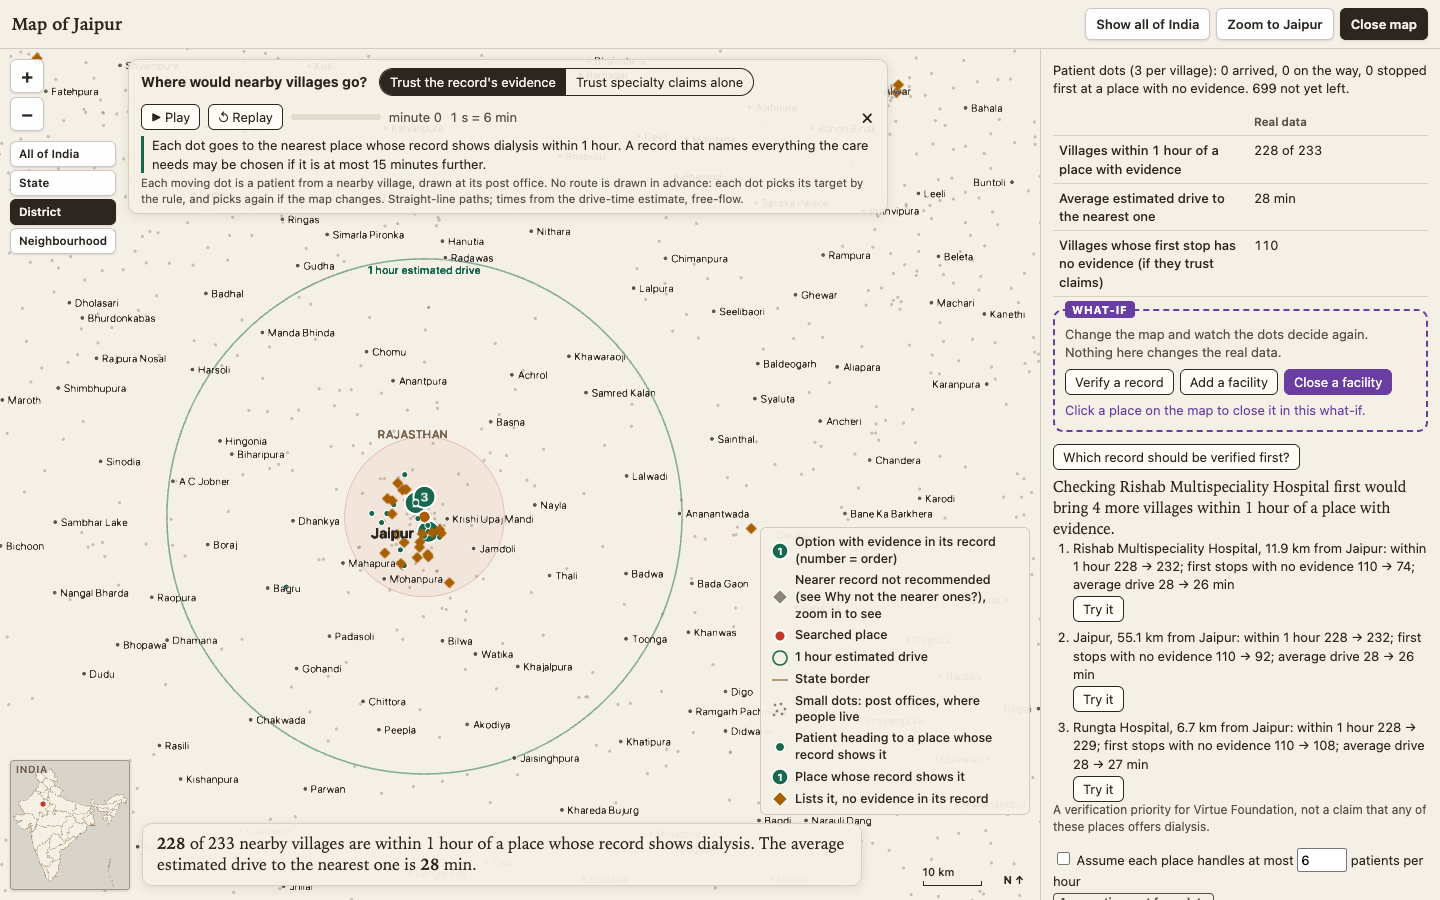 Map of Jaipur
Show all of India
Zoom to Jaipur
Close map
+
−
All of India
State
District
Neighbourhood
Where would nearby villages go?
Trust the record's evidence
Trust specialty claims alone
Play
Replay
minute 0
1 s = 6 min
Each dot goes to the nearest place whose record shows dialysis within 1 hour. A record that names everything the care
needs may be chosen if it is at most 15 minutes further.
Each moving dot is a patient from a nearby village, drawn at its post office. No route is drawn in advance: each dot picks its target by
the rule, and picks again if the map changes. Straight-line paths; times from the drive-time estimate, free-flow.
Fatehpura
Bahala
Buntoli
Leeli
Ringas
Simarla Pironka
Hanutia
Nithara
Radawas
1 hour estimated drive
Gudha
Chimanpura
Rampura
Beleta
Badhal
Lalpura
Ghewar
Dholasari
Bhurdonkabas
Machari
Seelibaori
Kanethi
Manda Bhinda
Chomu
Khawaraoji
Rajpura Nosal
Harsoli
Achrol
Baldeogarh
Aliapara
Anantpura
Shimbhupura
Samred Kalan
Karanpura
Maroth
Syaluta
Basna
Ancheri
RAJASTHAN
Hingonia
Biharipura
Sainthal
Sinodia
Chandera
A C Jobner
Lalwadi
3
Karodi
Nayla
Dhankya
Krishi Upaj Mandi
Anantwada
Bane Ka Barkhera
Sambhar Lake
Jaipur
Bichoon
Boraj
Jamdoli
Mahapura
Mohanpura
Thali
Badwa
Bada Gaon
Bagru
Nangal Bharda
Raopura
Padasoli
Bilwa
Toonga
Khanwas
Bhopawa
Dhamana
Watika
Gohandi
Khajalpura
Dudu
Digo
Chittora
Chakwada
Peepla
Akodiya
Khatipura
Rasili
Jaisinghpura
Kishanpura
Parwan
Khareda Bujurg
Narauli Dang
1 Option with evidence in its record
(number = order)
Nearer record not recommended
(see Why not the nearer ones?),
zoom in to see
Searched place
1 hour estimated drive
State border
Small dots: post offices, where
people live
Patient heading to a place whose
record shows it
1 Place whose record shows it
Lists it, no evidence in its record
INDIA
228 of 233 nearby villages are within 1 hour of a place whose record shows dialysis. The average
estimated drive to the nearest one is 28 min.
10 km
N ↑
Patient dots (3 per village): 0 arrived, 0 on the way, 0 stopped
first at a place with no evidence. 699 not yet left.
Real data
Villages within 1 hour of a
place with evidence
228 of 233
Average estimated drive to
the nearest one
28 min
Villages whose first stop has
no evidence (if they trust
claims)
110
WHAT-IF
Change the map and watch the dots decide again.
Nothing here changes the real data.
Verify a record
Add a facility
Close a facility
Click a place on the map to close it in this what-if.
Which record should be verified first?
Checking Rishab Multispeciality Hospital first would
bring 4 more villages within 1 hour of a place with
evidence.
1. Rishab Multispeciality Hospital, 11.9 km from Jaipur: within
1 hour 228 → 232; first stops with no evidence 110 → 74;
average drive 28 → 26 min
Try it
2. Jaipur, 55.1 km from Jaipur: within 1 hour 228 → 232; first
stops with no evidence 110 → 92; average drive 28 → 26
min
Try it
3. Rungta Hospital, 6.7 km from Jaipur: within 1 hour 228 →
229; first stops with no evidence 110 → 108; average drive
28 → 27 min
Try it
A verification priority for Virtue Foundation, not a claim that any of
these places offers dialysis.
Assume each place handles at most 6 patients per
hour